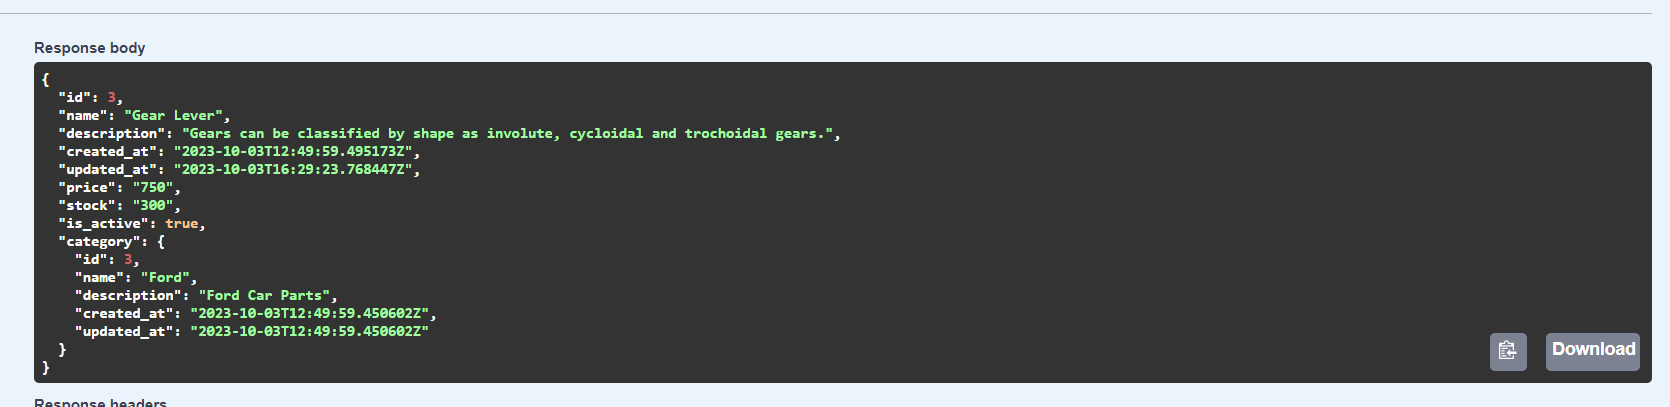 Response body
{
  "id": 3,
  "name": "Gear Lever",
  "description": "Gears can be classified by shape as involute, cycloidal and trochoidal gears.",
  "created_at": "2023-10-03T12:49:59.495173Z",
  "updated_at": "2023-10-03T16:29:23.768447Z",
  "price": "750",
  "stock": "300",
  "is_active": true,
  "category": {
    "id": 3,
    "name": "Ford",
    "description": "Ford Car Parts",
    "created_at": "2023-10-03T12:49:59.450602Z",
    "updated_at": "2023-10-03T12:49:59.450602Z"
  }
}
Download
Response headers